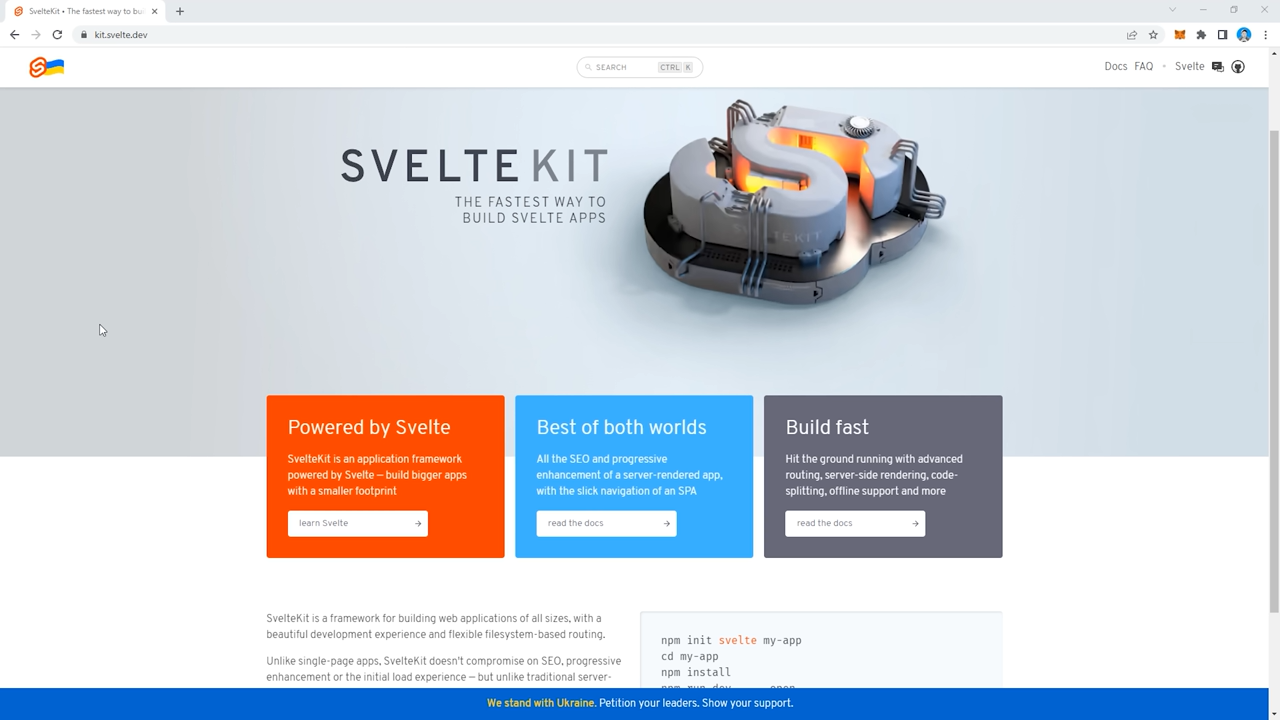 SvelteKit • The fastest way to bu
kit.svelte.dev
SEARCH CTRL K
Docs FAQ • Svelte
SVELTEKIT
THE FASTEST WAY TO
BUILD SVELTE APPS
SVELTEKIT
Powered by Svelte
SvelteKit is an application framework
powered by Svelte — build bigger apps
with a smaller footprint
learn Svelte →
Best of both worlds
All the SEO and progressive
enhancement of a server-rendered app,
with the slick navigation of an SPA
read the docs →
Build fast
Hit the ground running with advanced
routing, server-side rendering, code-
splitting, offline support and more
read the docs →
SvelteKit is a framework for building web applications of all sizes, with a
beautiful development experience and flexible filesystem-based routing.
Unlike single-page apps, SvelteKit doesn't compromise on SEO, progressive
enhancement or the initial load experience — but unlike traditional server-
npm init svelte my-app
cd my-app
npm install
npm run dev -- --open
We stand with Ukraine. Petition your leaders. Show your support.